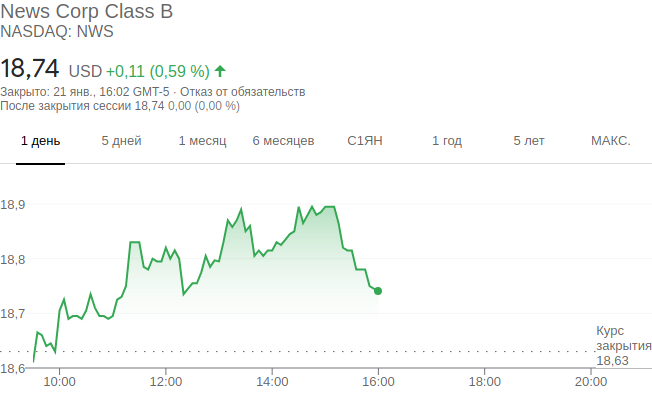 News Corp Class B
NASDAQ: NWS
18,74 USD +0,11 (0,59 %)
Закрыто: 21 янв., 16:02 GMT-5 · Отказ от обязательств
После закрытия сессии 18,74 0,00 (0,00 %)
1 день 5 дней 1 месяц 6 месяцев С1ЯН 1 год 5 лет МАКС.
18,9
18,8
18,7
Курс
закрытия
18,63
18,6
10:00 12:00 14:00 16:00 18:00 20:00